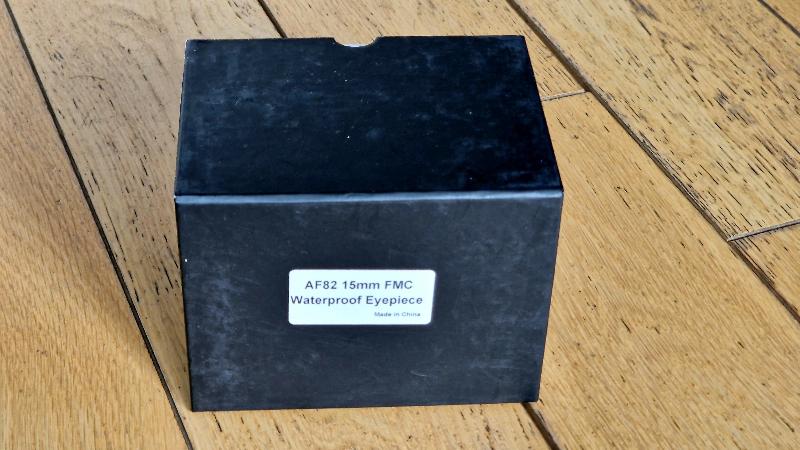 AF82 15mm FMC
Waterproof Eyepiece
Made in China